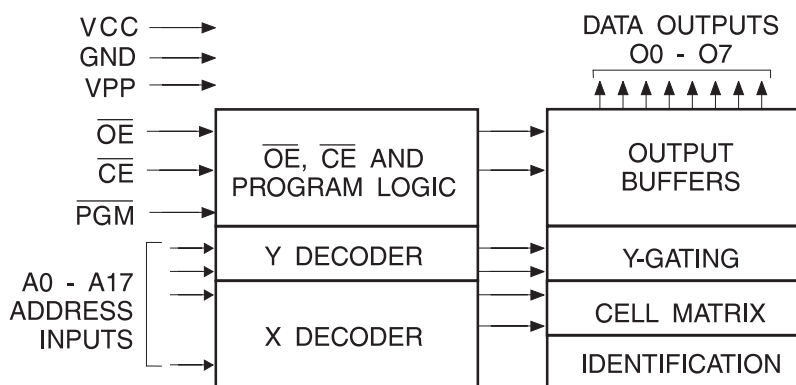 VCC
GND
VPP
OE
CE
PGM
A0 - A17
ADDRESS
INPUTS
OE, CE AND
PROGRAM LOGIC
Y DECODER
X DECODER
DATA OUTPUTS
O0 - O7
OUTPUT
BUFFERS
Y-GATING
CELL MATRIX
IDENTIFICATION